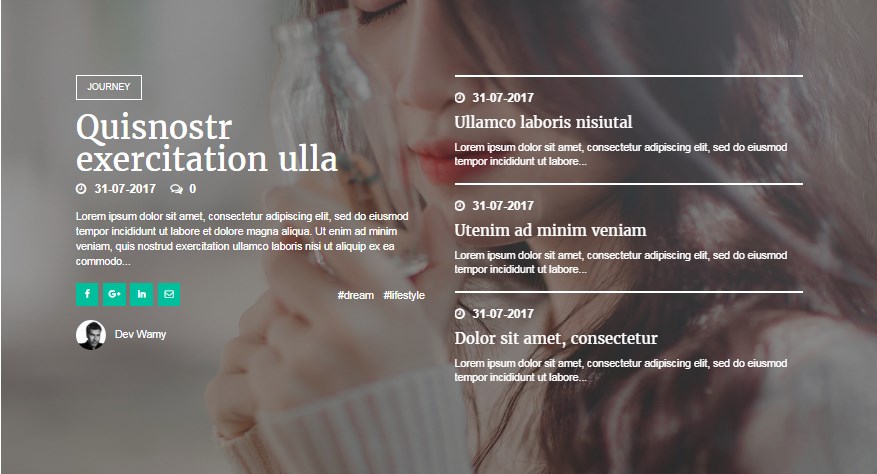 JOURNEY
Quisnostr
exercitation ulla
31-07-2017 0
Lorem ipsum dolor sit amet, consectetur adipiscing elit, sed do eiusmod
tempor incididunt ut labore et dolore magna aliqua. Ut enim ad minim
veniam, quis nostrud exercitation ullamco laboris nisi ut aliquip ex ea
commodo...
f G+ in
#dream #lifestyle
Dev Wamy
31-07-2017
Ullamco laboris nisiutal
Lorem ipsum dolor sit amet, consectetur adipiscing elit, sed do eiusmod
tempor incididunt ut labore...
31-07-2017
Utenim ad minim veniam
Lorem ipsum dolor sit amet, consectetur adipiscing elit, sed do eiusmod
tempor incididunt ut labore...
31-07-2017
Dolor sit amet, consectetur
Lorem ipsum dolor sit amet, consectetur adipiscing elit, sed do eiusmod
tempor incididunt ut labore...